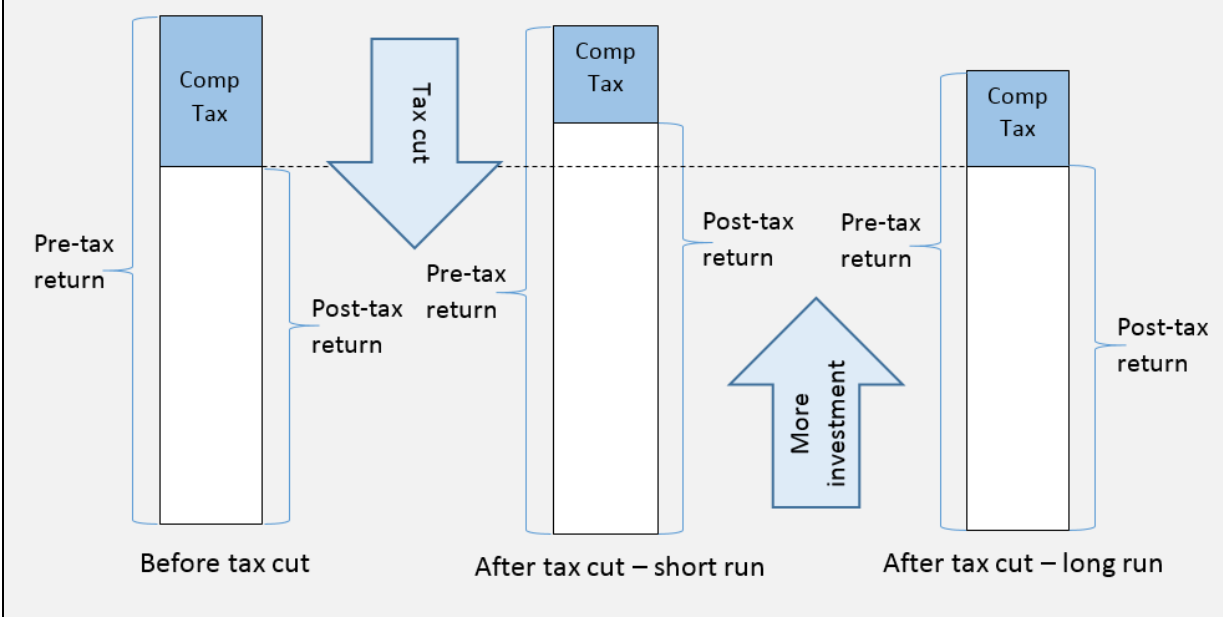 Comp
Tax
Pre-tax
return
Post-tax
return
Before tax cut
Tax cut
Comp
Tax
Pre-tax
return
Post-tax
return
After tax cut – short run
More
investment
Comp
Tax
Pre-tax
return
Post-tax
return
After tax cut – long run